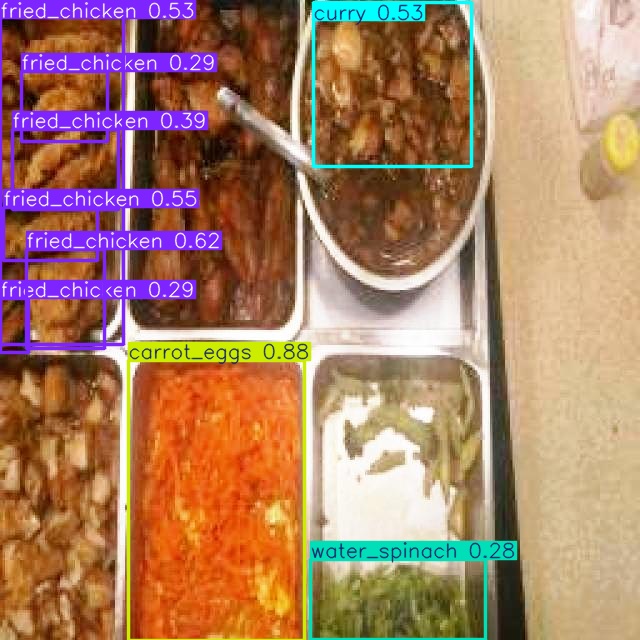 fried_chicken 0.53
curry 0.53
fried_chicken 0.29
fried_chicken 0.39
fried_chicken 0.55
fried_chicken 0.62
fried_chicken 0.29
carrot_eggs 0.88
water_spinach 0.28